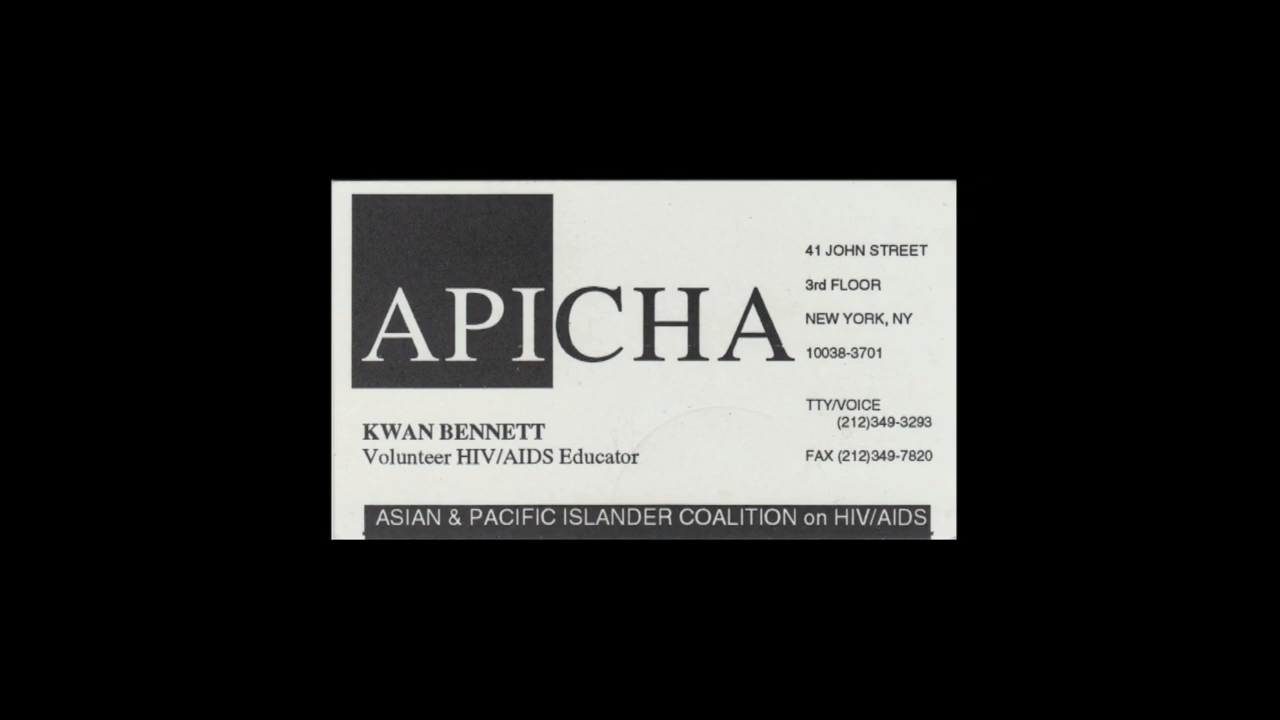 APICHA
KWAN BENNETT
Volunteer HIV/AIDS Educator
41 JOHN STREET
3rd FLOOR
NEW YORK, NY
10038-3701
TTY/VOICE
(212)349-3293
FAX (212)349-7820
ASIAN & PACIFIC ISLANDER COALITION on HIV/AIDS